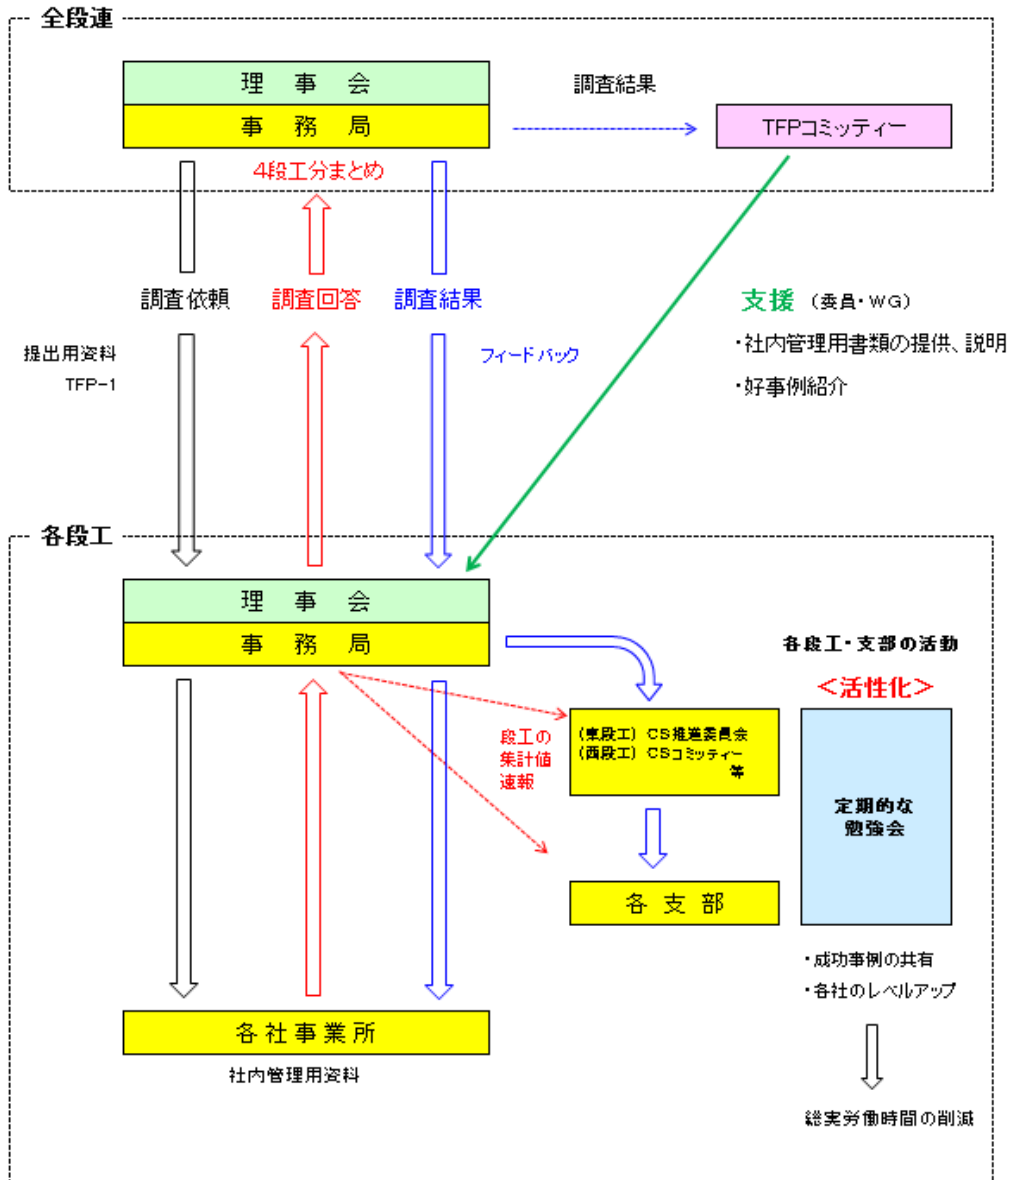 全段連
理事会
事務局
調査結果
TFPコミッティー
4段工分まとめ
調査依頼
調査回答
調査結果
提出用資料
TFP-1
フィードバック
支援 (委員・WG)
・社内管理用書類の提供、説明
・好事例紹介
各段工
理事会
事務局
各段工・支部の活動
＜活性化＞
段工の
集計値
速報
(東段工) CS推進委員会
(西段工) CSコミッティー
等
定期的な
勉強会
各支部
・成功事例の共有
・各社のレベルアップ
各社事業所
社内管理用資料
総実労働時間の削減